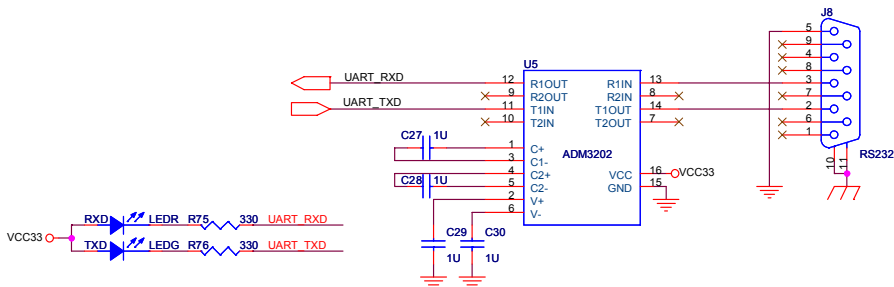 J8
U5
5
9
4
8
3
7
2
6
1
10
11
RS232
UART_RXD
UART_TXD
12 R1OUT R1IN 13
9 R2OUT R2IN 8
11 T1IN T1OUT 14
10 T2IN T2OUT 7
ADM3202
1 C+
3 C1-
4 C2+
5 C2-
2 V+
6 V-
VCC 16 VCC33
GND 15
C27 1U
C28 1U
C29 C30
1U 1U
VCC33
RXD LEDR R75 330 UART_RXD
TXD LEDG R76 330 UART_TXD